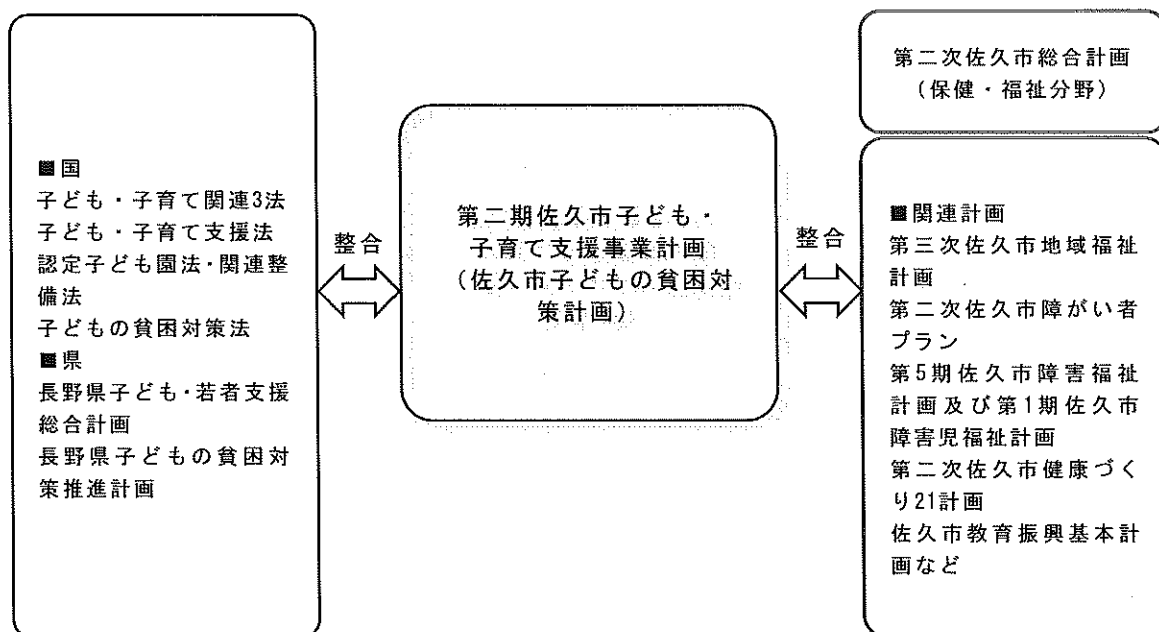 ■国
子ども・子育て関連3法
子ども・子育て支援法
認定子ども園法・関連整
備法
子どもの貧困対策法
■県
長野県子ども・若者支援
総合計画
長野県子どもの貧困対
策推進計画
整合
第二期佐久市子ども・
子育て支援事業計画
(佐久市子どもの貧困対
策計画)
整合
第二次佐久市総合計画
(保健・福祉分野)
■関連計画
第三次佐久市地域福祉
計画
第二次佐久市障がい者
プラン
第5期佐久市障害福祉
計画及び第1期佐久市
障害児福祉計画
第二次佐久市健康づく
り21計画
佐久市教育振興基本計
画など